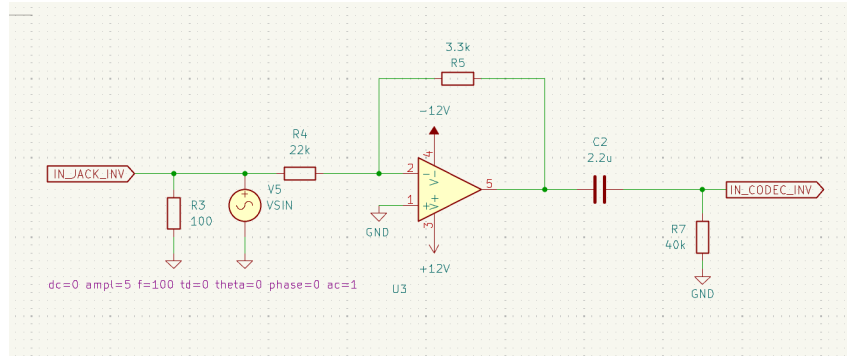 3.3k
R5
-12V
R4
22k
C2
2.2u
IN_JACK_INV
2
4
-
V-
5
IN_CODEC_INV
V5
VSIN
R3
100
1
+
V+
3
GND
R7
40k
+12V
GND
dc=0 ampl=5 f=100 td=0 theta=0 phase=0 ac=1
U3